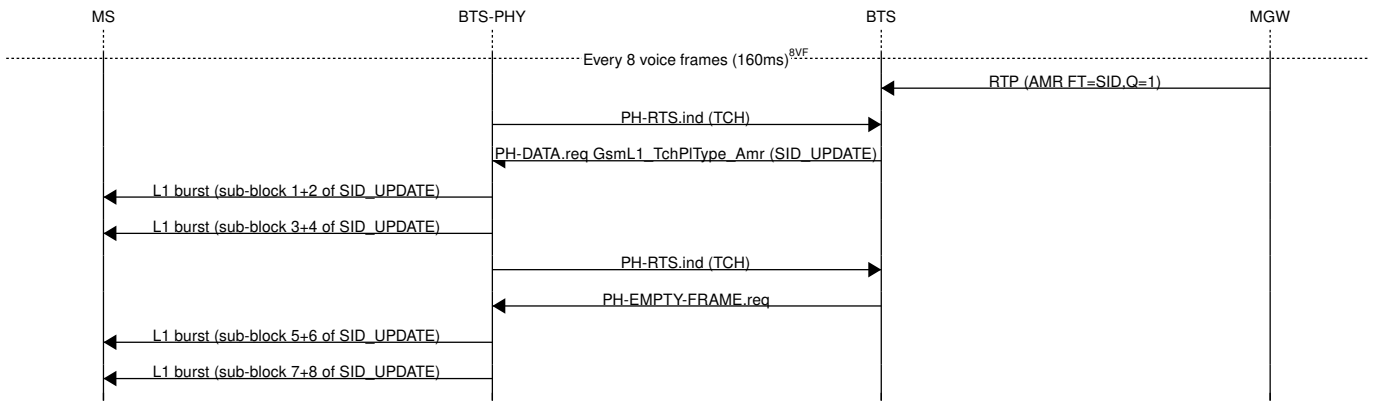 MS BTS-PHY BTS MGW
Every 8 voice frames (160ms)8VF
RTP (AMR FT=SID,Q=1)
PH-RTS.ind (TCH)
PH-DATA.req GsmL1_TchPlType_Amr (SID_UPDATE)
L1 burst (sub-block 1+2 of SID_UPDATE)
L1 burst (sub-block 3+4 of SID_UPDATE)
PH-RTS.ind (TCH)
PH-EMPTY-FRAME.req
L1 burst (sub-block 5+6 of SID_UPDATE)
L1 burst (sub-block 7+8 of SID_UPDATE)